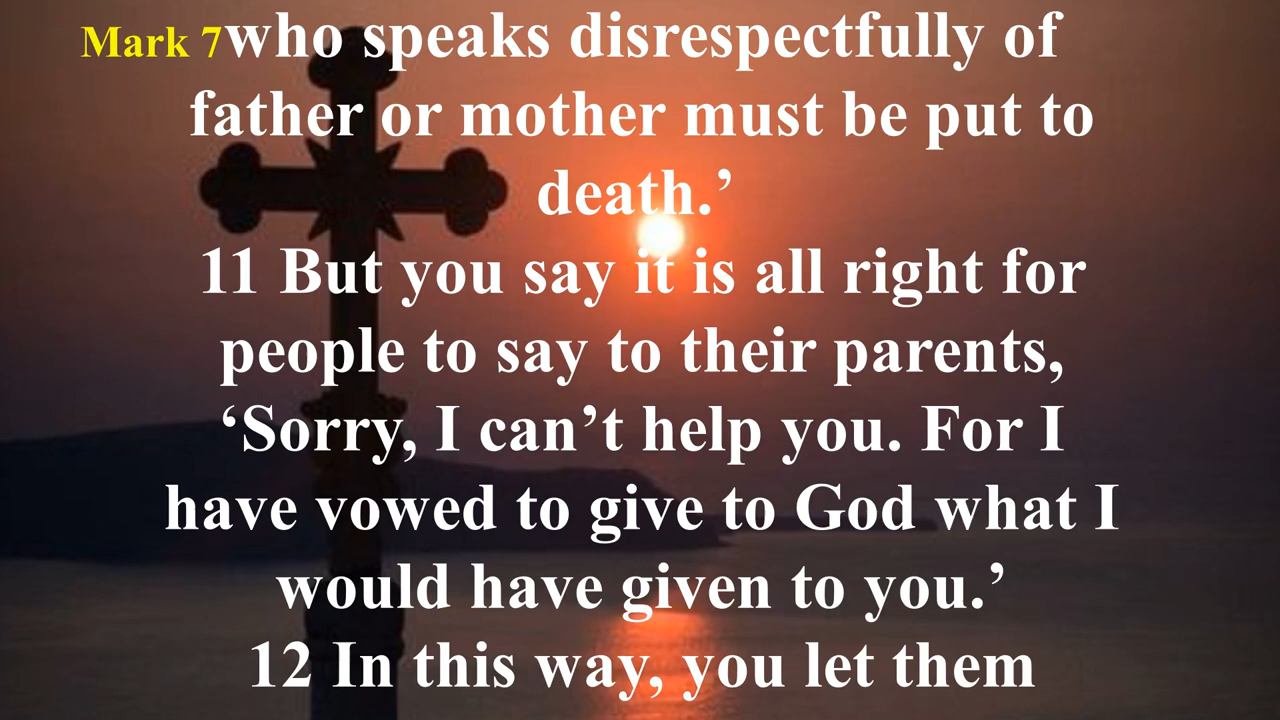 Mark 7
who speaks disrespectfully of
father or mother must be put to
death.’
11 But you say it is all right for
people to say to their parents,
‘Sorry, I can’t help you. For I
have vowed to give to God what I
would have given to you.’
12 In this way, you let them